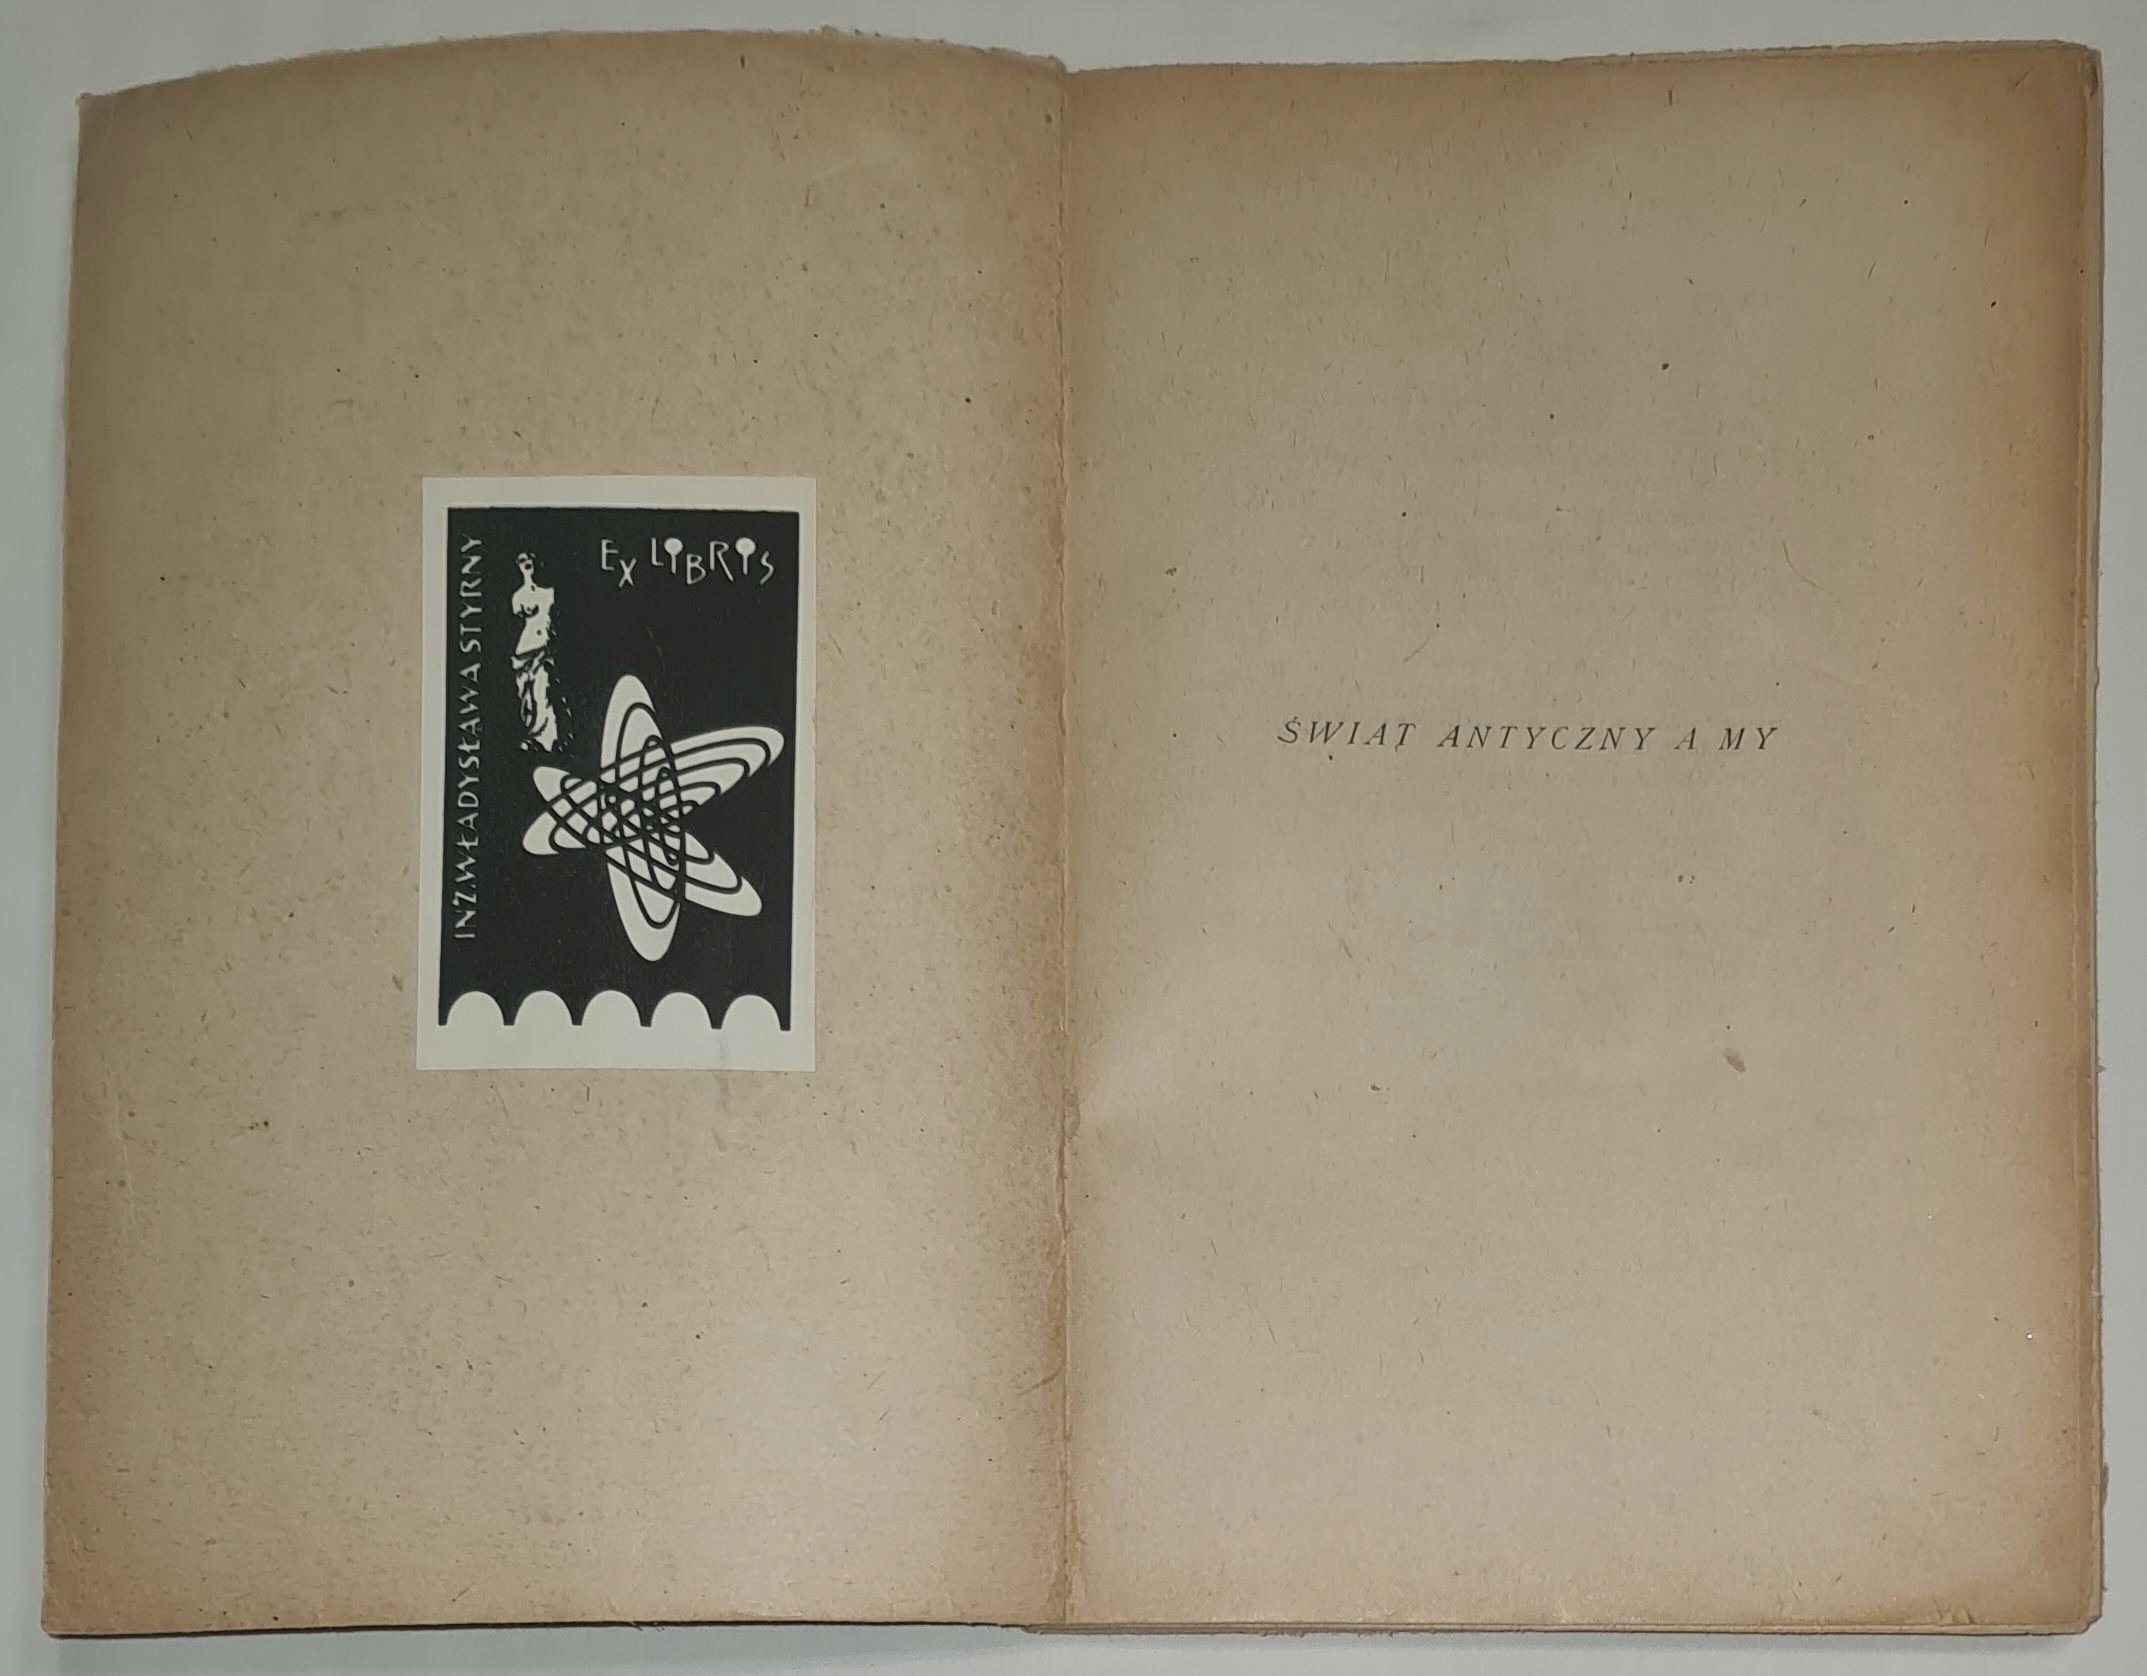 EX LIBRIS
INŻ.WŁADYSŁAWA STYRNY
ŚWIAT ANTYCZNY A MY